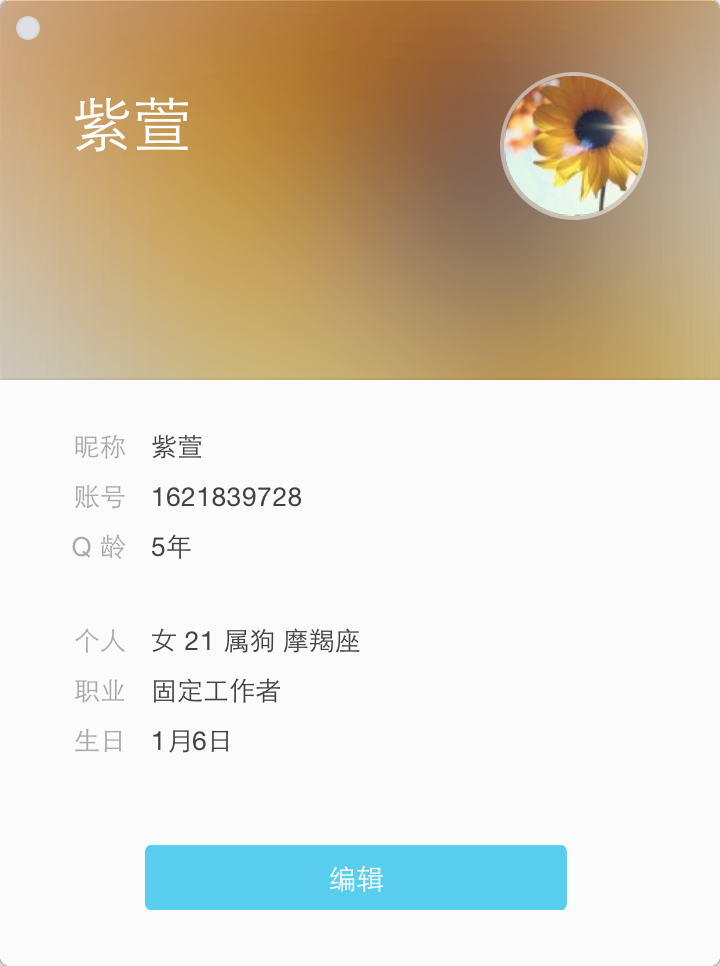 紫萱
昵称 紫萱
账号 1621839728
Q 龄 5年
个人 女 21 属狗 摩羯座
职业 固定工作者
生日 1月6日
编辑